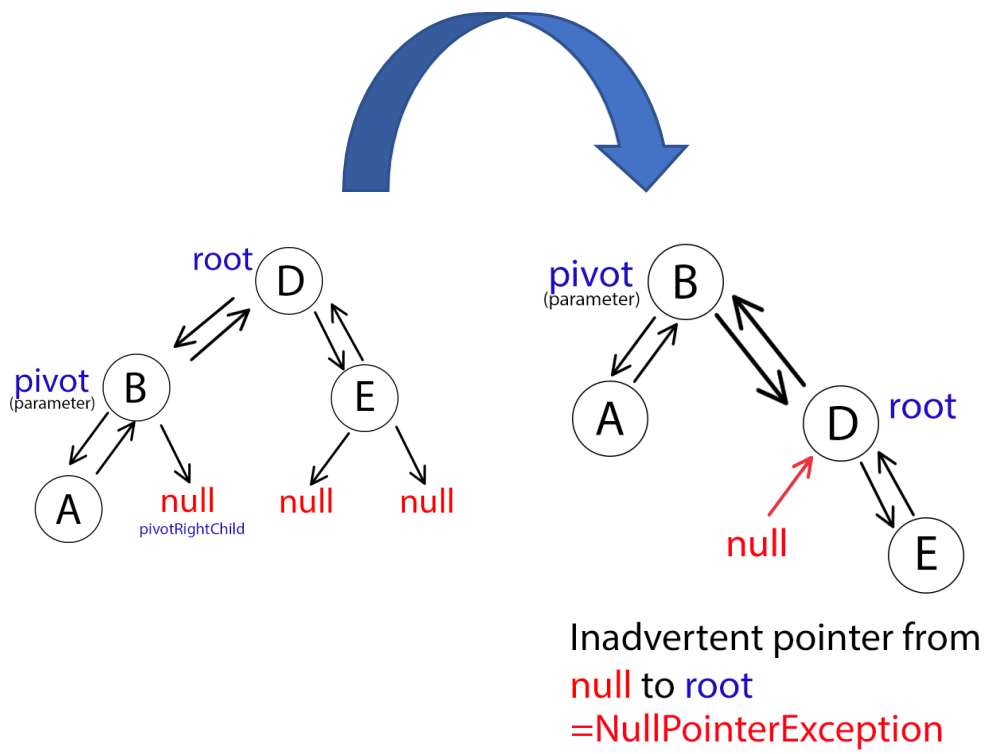 root
D
pivot
(parameter)
B
E
A
null
pivotRightChild
null
null
pivot
(parameter)
B
A
D
root
null
E
Inadvertent pointer from
null to root
=NullPointerException